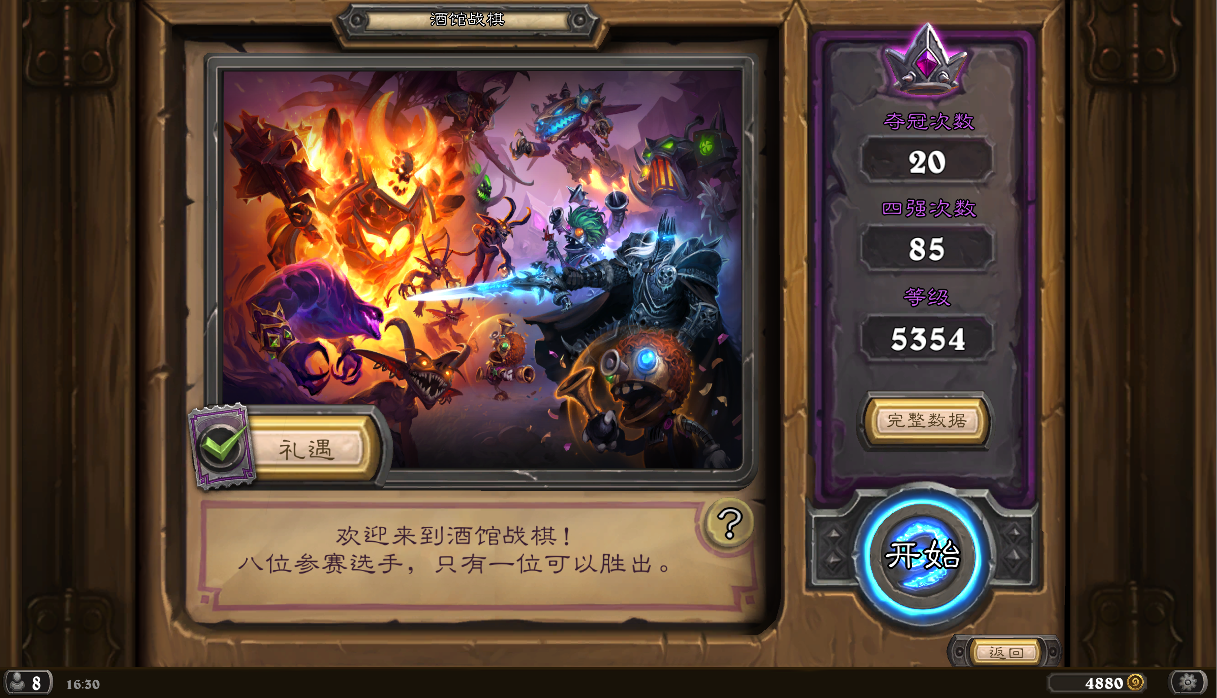 酒馆战棋
夺冠次数
20
四强次数
85
等级
5354
完整数据
礼遇
?
欢迎来到酒馆战棋！
八位参赛选手，只有一位可以胜出。
开始
返回
8
16:30
4880